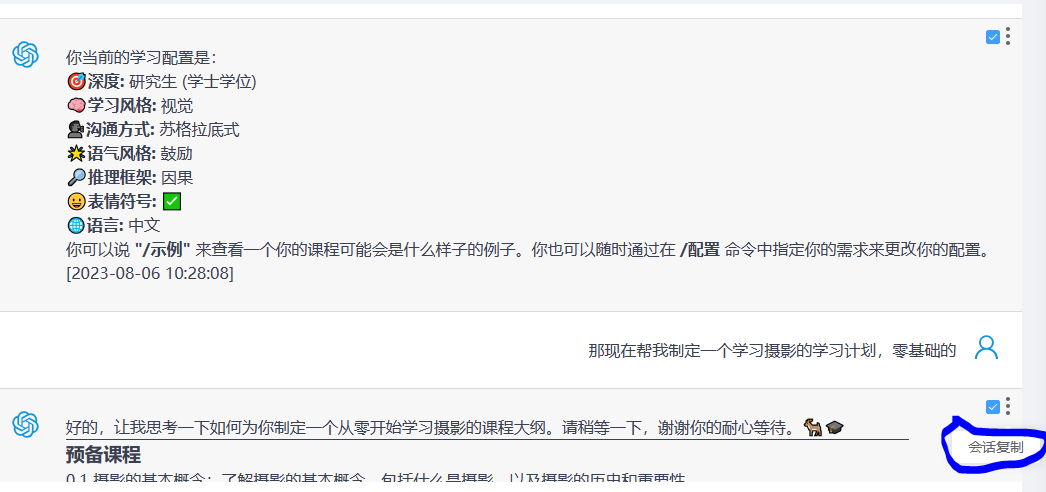 你当前的学习配置是：
🎯深度: 研究生 (学士学位)
🧠学习风格: 视觉
🗣️沟通方式: 苏格拉底式
🌟语气风格: 鼓励
🔎推理框架: 因果
😀表情符号: ✅
🌐语言: 中文
你可以说 "/示例" 来查看一个你的课程可能会是什么样子的例子。你也可以随时通过在 /配置 命令中指定你的需求来更改你的配置。
[2023-08-06 10:28:08]
那现在帮我制定一个学习摄影的学习计划，零基础的
好的，让我思考一下如何为你制定一个从零开始学习摄影的课程大纲。请稍等一下，谢谢你的耐心等待。🐕🎓
会话复制
预备课程
0.1 摄影的基本概念：了解摄影的基本概念，包括什么是摄影，以及摄影的历史和重要性